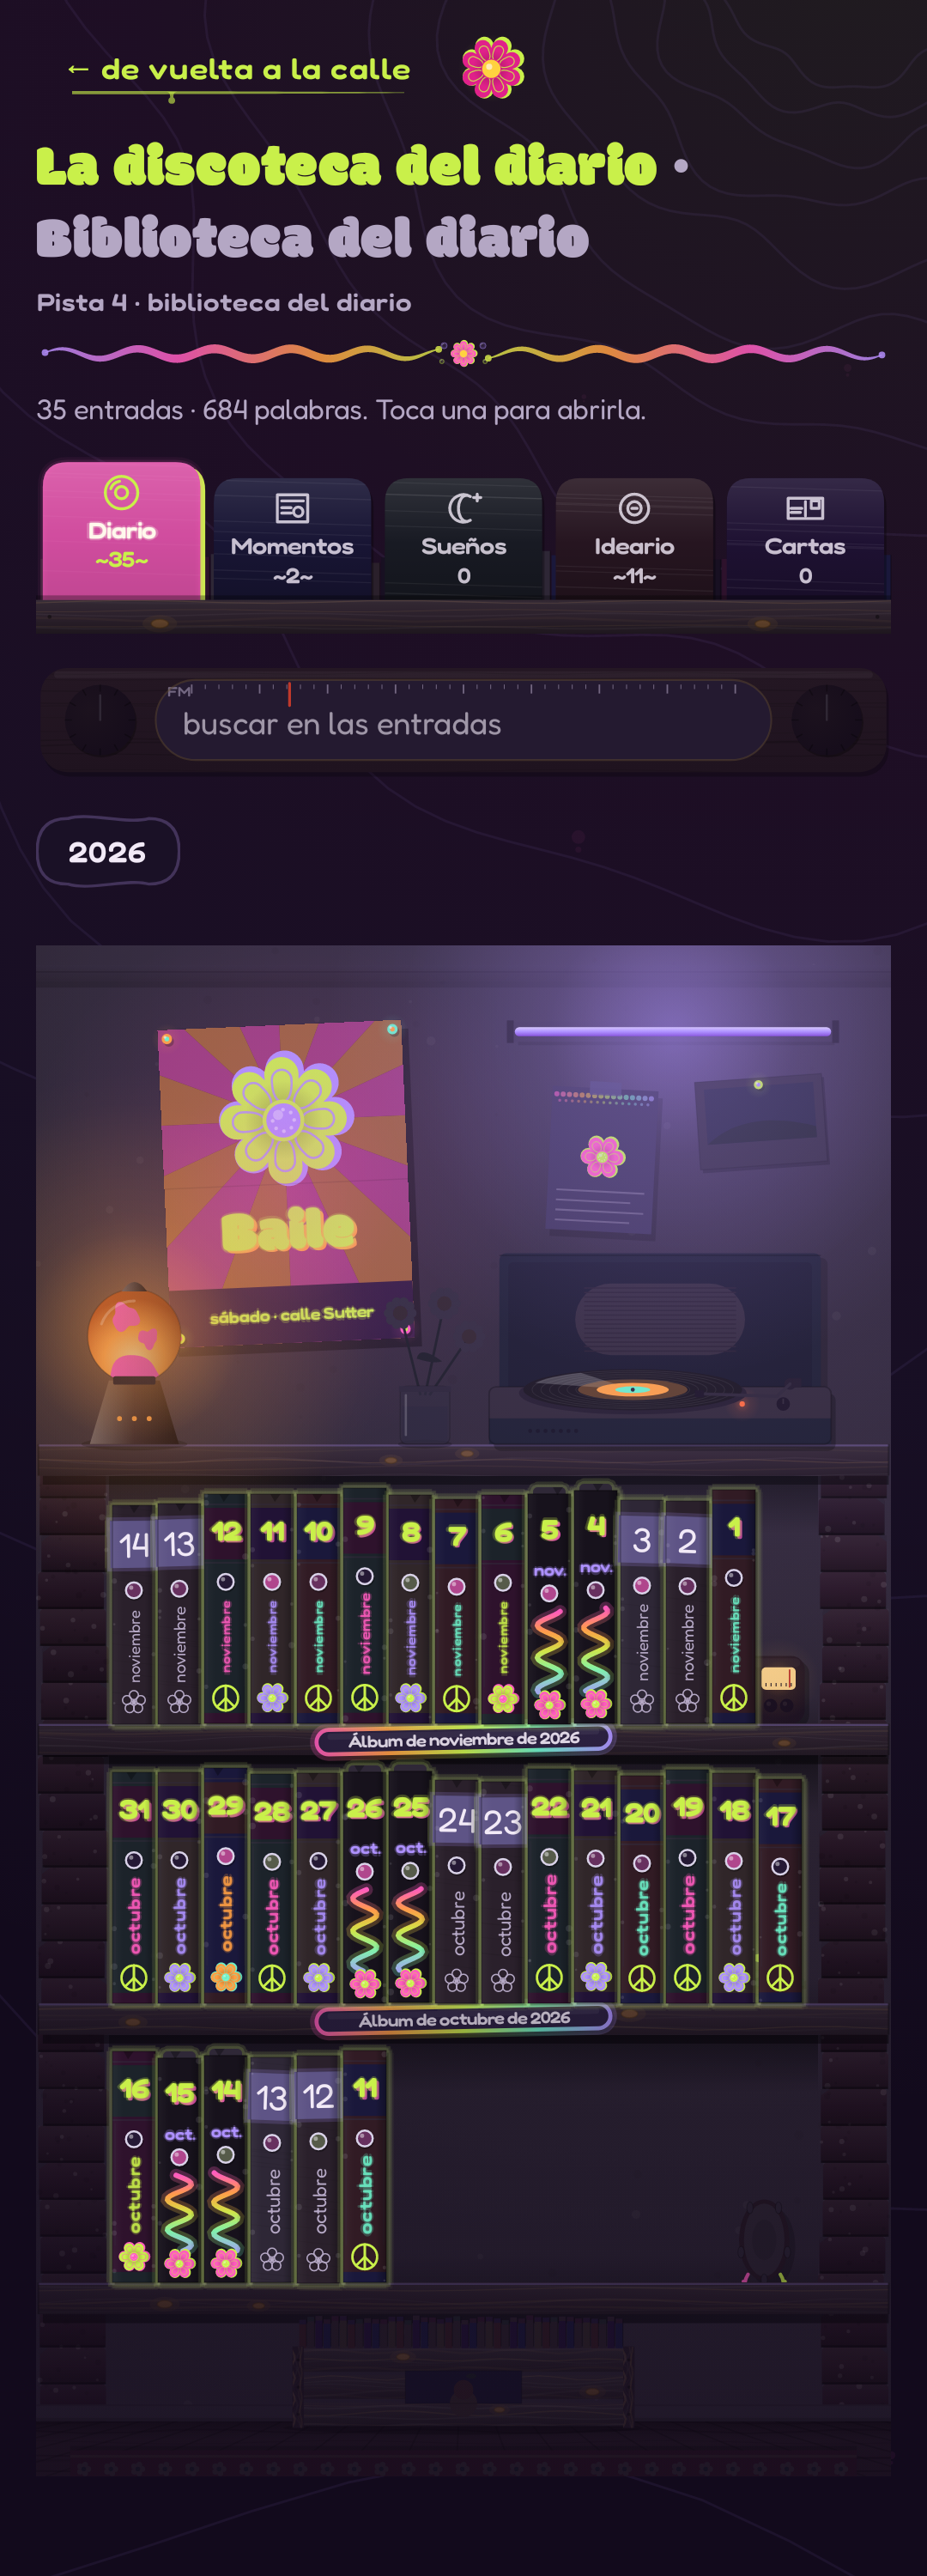 ← de vuelta a la calle
La discoteca del diario ·
Biblioteca del diario
Pista 4 · biblioteca del diario
35 entradas · 684 palabras. Toca una para abrirla.
Diario
~35~
Momentos
~2~
Sueños
0
Ideario
~11~
Cartas
0
FM
buscar en las entradas
2026
Baile
sábado · calle Sutter
14 13 12 11 10 9 8 7 6 5 4 3 2 1
nov. nov.
noviembre noviembre noviembre noviembre noviembre noviembre noviembre noviembre noviembre noviembre noviembre noviembre
Álbum de noviembre de 2026
31 30 29 28 27 26 25 24 23 22 21 20 19 18 17
oct. oct.
octubre octubre octubre octubre octubre octubre octubre octubre octubre octubre octubre octubre octubre
Álbum de octubre de 2026
16 15 14 13 12 11
oct. oct.
octubre octubre octubre octubre